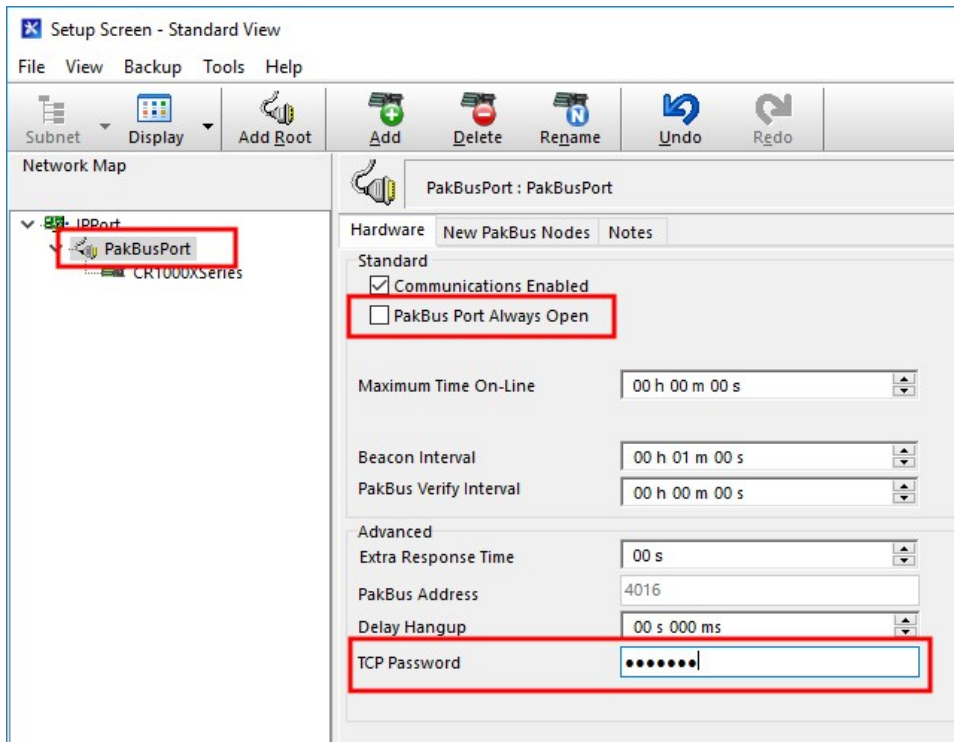 Setup Screen - Standard View
File View Backup Tools Help
Subnet Display Add Root Add Delete Rename Undo Redo
Network Map
PakBusPort : PakBusPort
IPPort
PakBusPort
CR1000XSeries
Hardware New PakBus Nodes Notes
Standard
Communications Enabled
PakBus Port Always Open
Maximum Time On-Line 00 h 00 m 00 s
Beacon Interval 00 h 01 m 00 s
PakBus Verify Interval 00 h 00 m 00 s
Advanced
Extra Response Time 00 s
PakBus Address 4016
Delay Hangup 00 s 000 ms
TCP Password •••••••